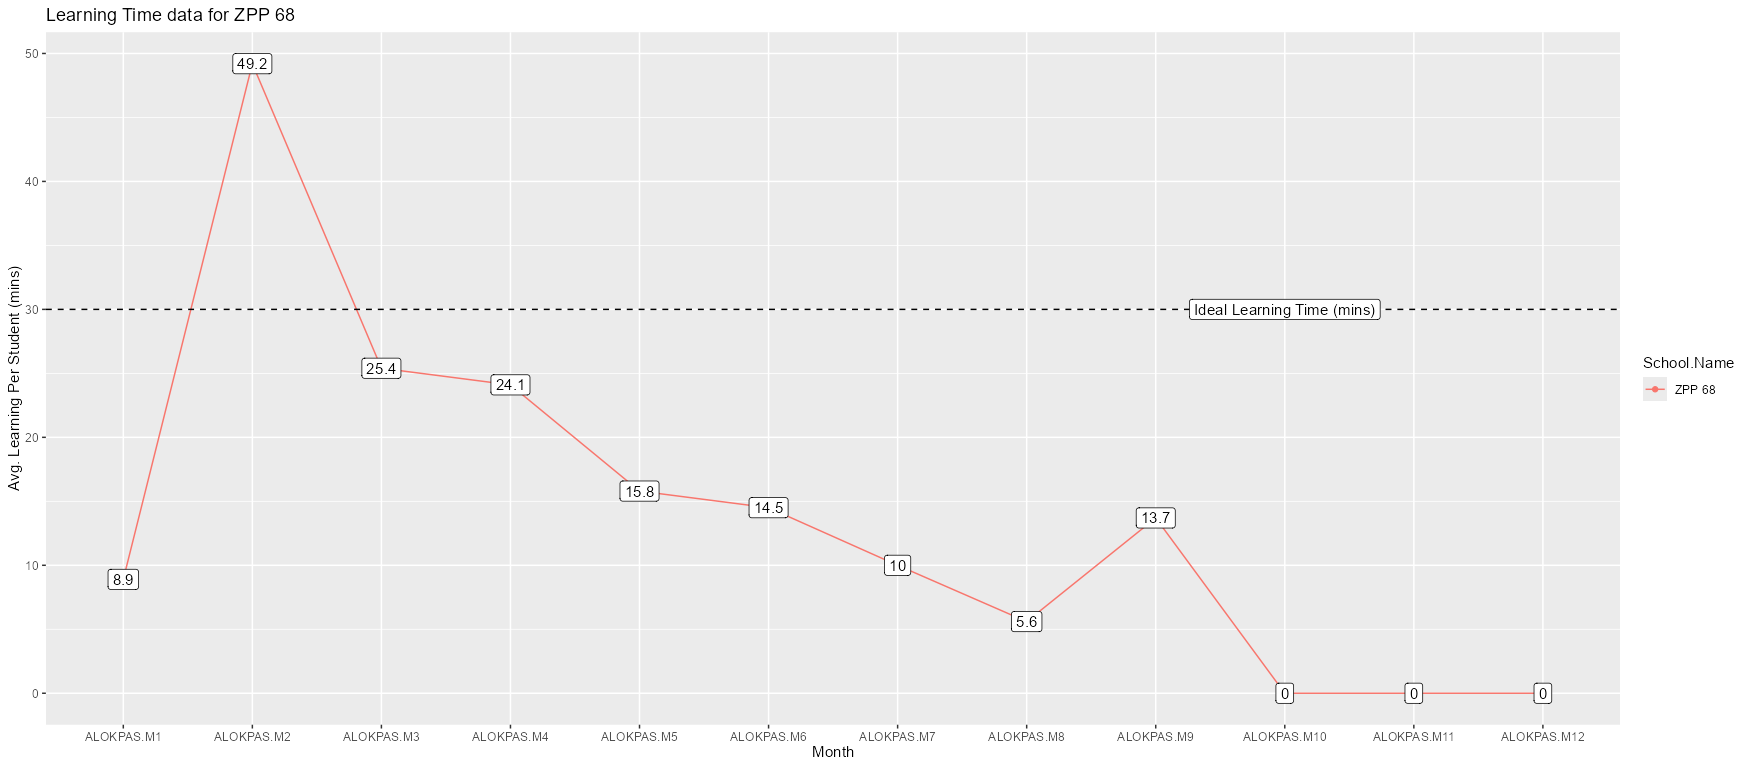 Learning Time data for ZPP 68
Avg. Learning Per Student (mins)
50
40
30
20
10
0
8.9
49.2
25.4
24.1
15.8
14.5
10
5.6
13.7
0
0
0
Ideal Learning Time (mins)
School.Name
ZPP 68
ALOKPAS.M1
ALOKPAS.M2
ALOKPAS.M3
ALOKPAS.M4
ALOKPAS.M5
ALOKPAS.M6
ALOKPAS.M7
ALOKPAS.M8
ALOKPAS.M9
ALOKPAS.M10
ALOKPAS.M11
ALOKPAS.M12
Month